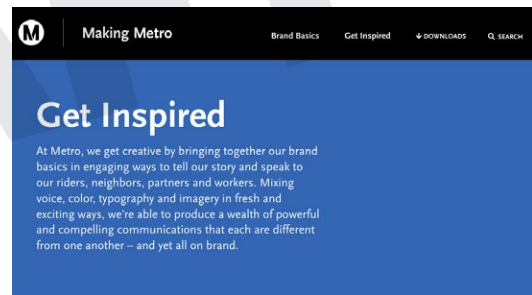 M
Making Metro
Brand Basics
Get Inspired
DOWNLOADS
SEARCH
Get Inspired
At Metro, we get creative by bringing together our brand
basics in engaging ways to tell our story and speak to
our riders, neighbors, partners and workers. Mixing
voice, color, typography and imagery in fresh and
exciting ways, we’re able to produce a wealth of powerful
and compelling communications that each are different
from one another – and yet all on brand.